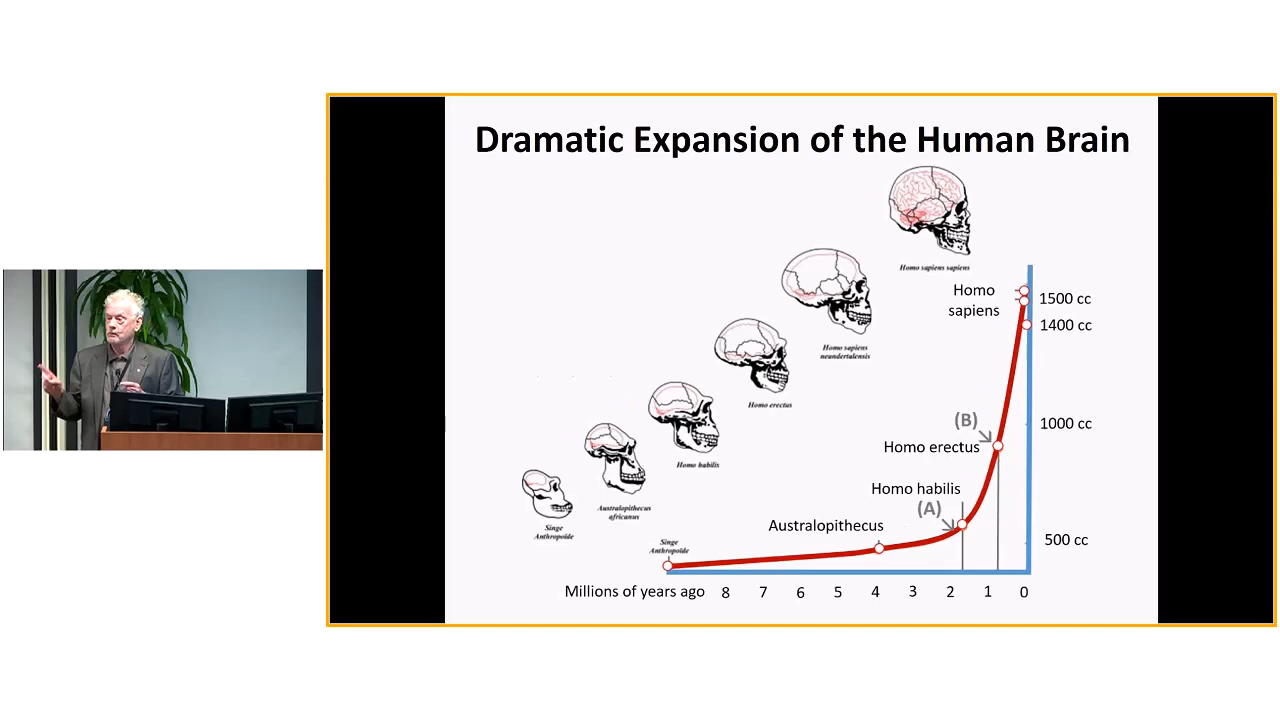 Dramatic Expansion of the Human Brain
Homo sapiens sapiens
Homo sapiens
neandertalensis
Homo erectus
Homo habilis
Australopithecus
africanus
Singe
Anthropoïde
Homo
sapiens
1500 cc
1400 cc
(B)
1000 cc
Homo erectus
Homo habilis
(A)
Australopithecus
500 cc
Singe
Anthropoïde
Millions of years ago 8 7 6 5 4 3 2 1 0